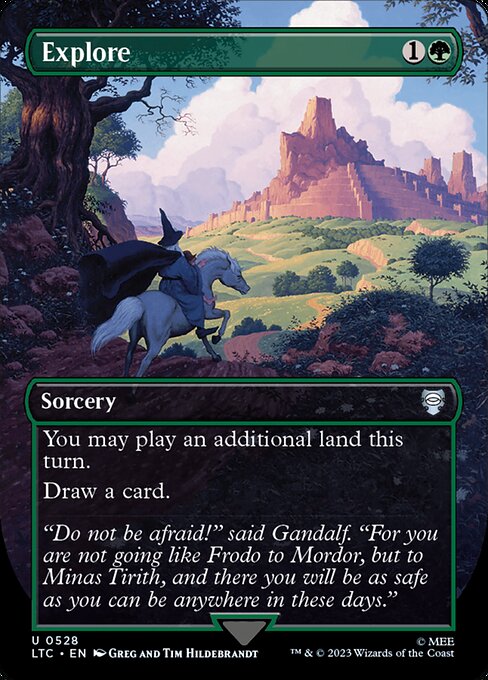 Explore 1
Sorcery
You may play an additional land this
turn.
Draw a card.
“Do not be afraid!” said Gandalf. “For you
are not going like Frodo to Mordor, but to
Minas Tirith, and there you will be as safe
as you can be anywhere in these days.”
U 0528
LTC • EN Greg and Tim Hildebrandt
© MEE
™ & © 2023 Wizards of the Coast